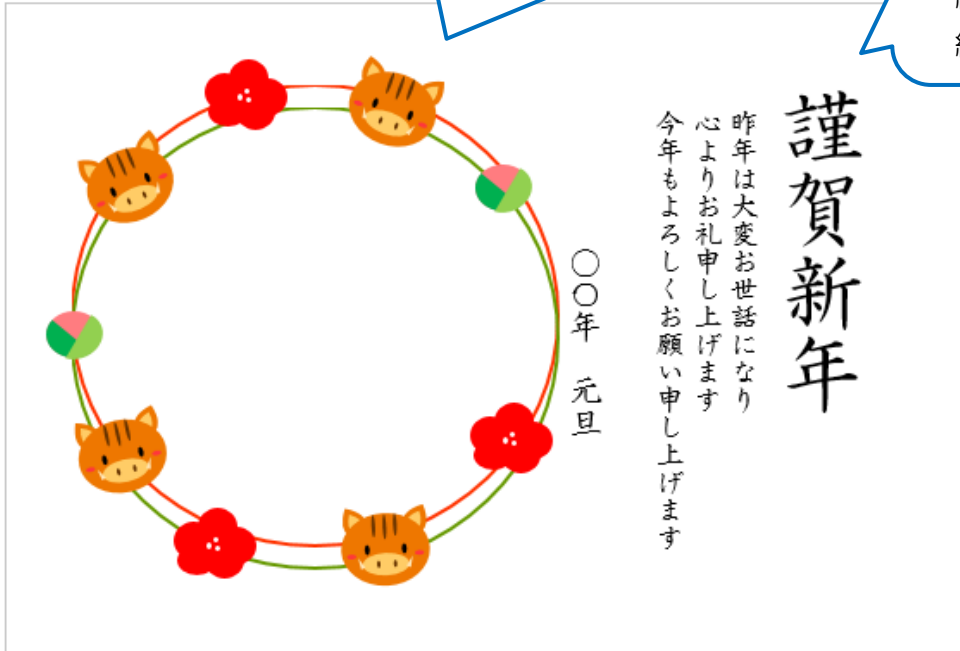 謹賀新年
昨年は大変お世話になり
心よりお礼申し上げます
今年もよろしくお願い申し上げます
〇〇年　元旦